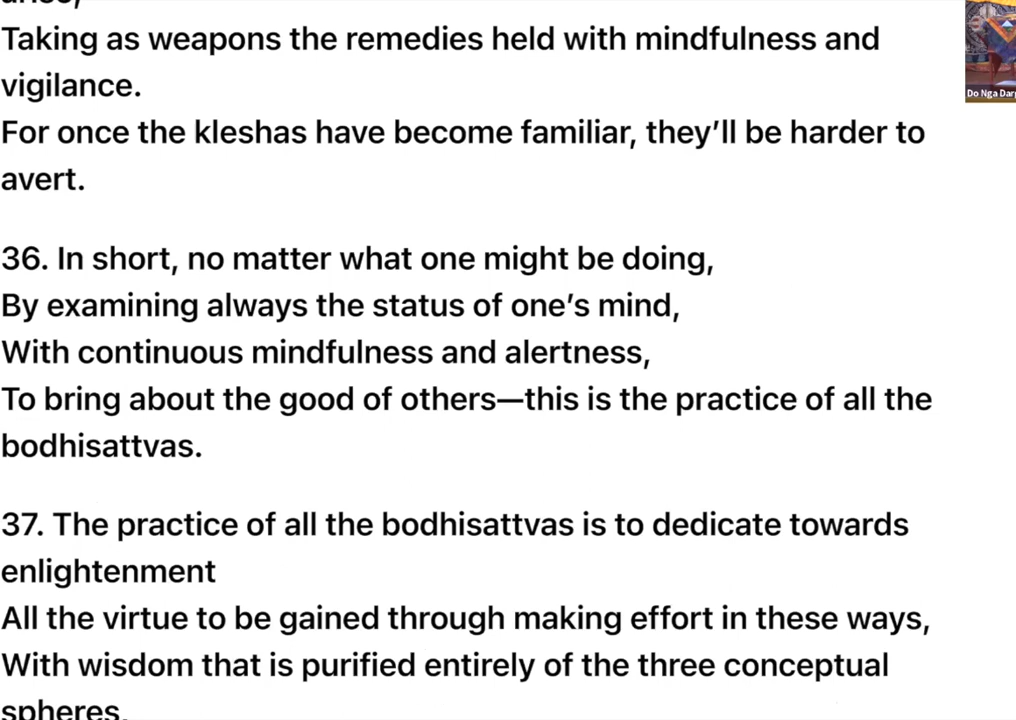 arise,
Taking as weapons the remedies held with mindfulness and
vigilance.
For once the kleshas have become familiar, they’ll be harder to
avert.
36. In short, no matter what one might be doing,
By examining always the status of one’s mind,
With continuous mindfulness and alertness,
To bring about the good of others—this is the practice of all the
bodhisattvas.
37. The practice of all the bodhisattvas is to dedicate towards
enlightenment
All the virtue to be gained through making effort in these ways,
With wisdom that is purified entirely of the three conceptual
spheres.
Do Nga Darg